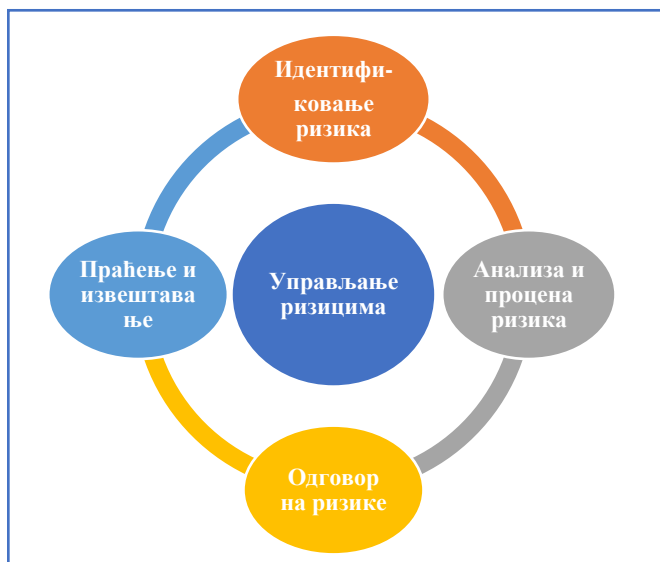 Идентифи-
ковање
ризика
Праћење и
извештава
ње
Управљање
ризицима
Анализа и
процена
ризика
Одговор
на ризике